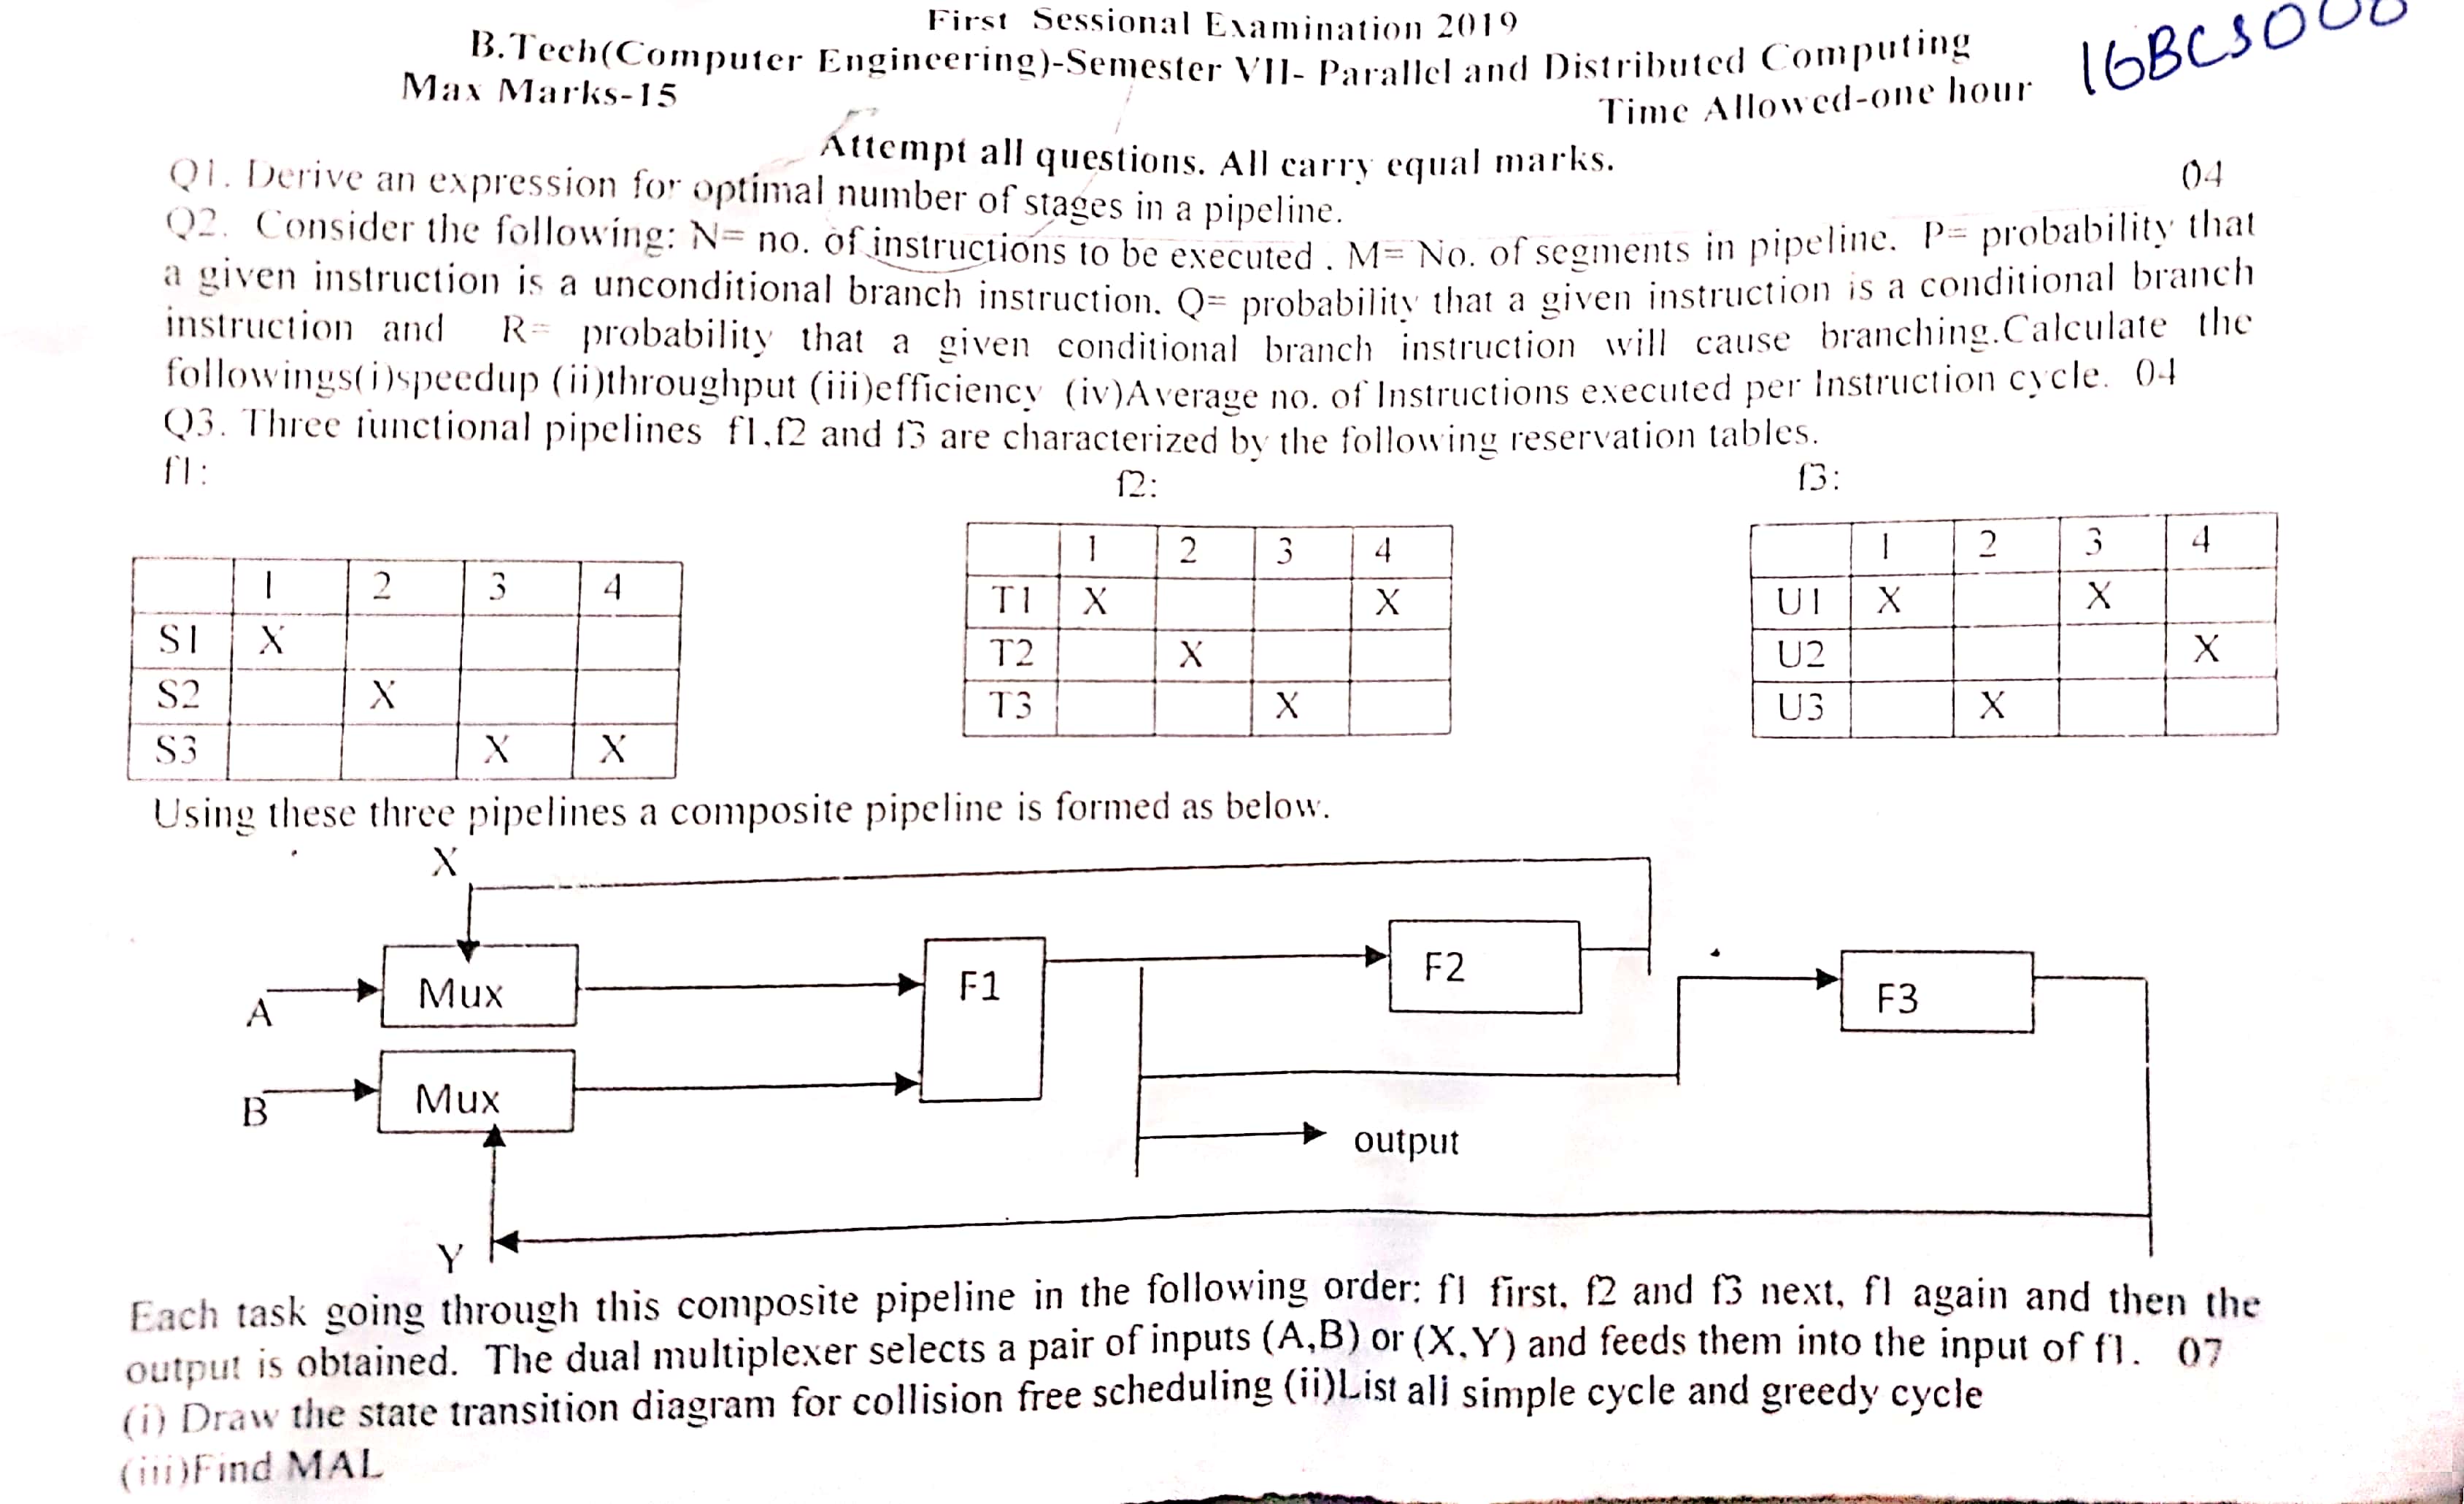 First Sessional Examination 2019
B.Tech(Computer Engineering)-Semester VII- Parallel and Distributed Computing
Max Marks-15
Time Allowed-one hour
Attempt all questions. All carry equal marks.
Q1. Derive an expression for optimal number of stages in a pipeline. 04
Q2. Consider the following: N= no. of instructions to be executed . M= No. of segments in pipeline. P= probability that
a given instruction is a unconditional branch instruction. Q= probability that a given instruction is a conditional branch
instruction and R= probability that a given conditional branch instruction will cause branching.Calculate the
followings(i)speedup (ii)throughput (iii)efficiency (iv)Average no. of Instructions executed per Instruction cycle. 04
Q3. Three functional pipelines f1,f2 and f3 are characterized by the following reservation tables.
f1: f2: f3:
1 2 3 4
S1 X
S2 X
S3 X X
1 2 3 4
T1 X X
T2 X
T3 X
1 2 3 4
U1 X X
U2 X
U3 X
Using these three pipelines a composite pipeline is formed as below.
X
A
Mux
F1
F2
F3
B
Mux
output
Y
Each task going through this composite pipeline in the following order: f1 first, f2 and f3 next, f1 again and then the
output is obtained. The dual multiplexer selects a pair of inputs (A,B) or (X,Y) and feeds them into the input of f1. 07
(i) Draw the state transition diagram for collision free scheduling (ii)List all simple cycle and greedy cycle
(iii)Find MAL